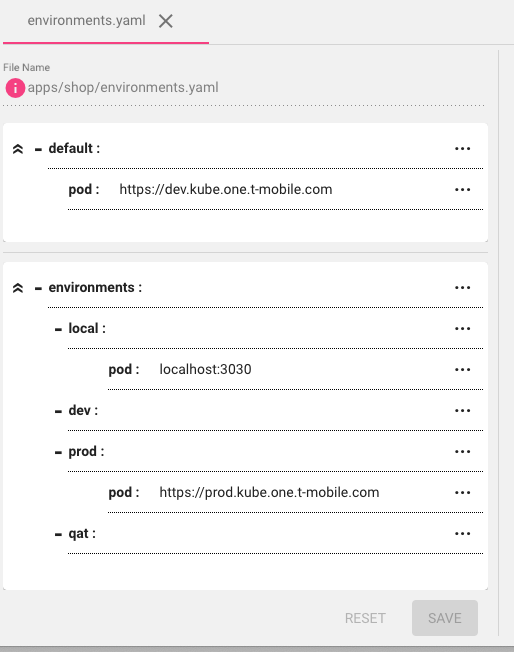 environments.yaml
File Name
apps/shop/environments.yaml
default :
pod : https://dev.kube.one.t-mobile.com
environments :
local :
pod : localhost:3030
dev :
prod :
pod : https://prod.kube.one.t-mobile.com
qat :
RESET SAVE